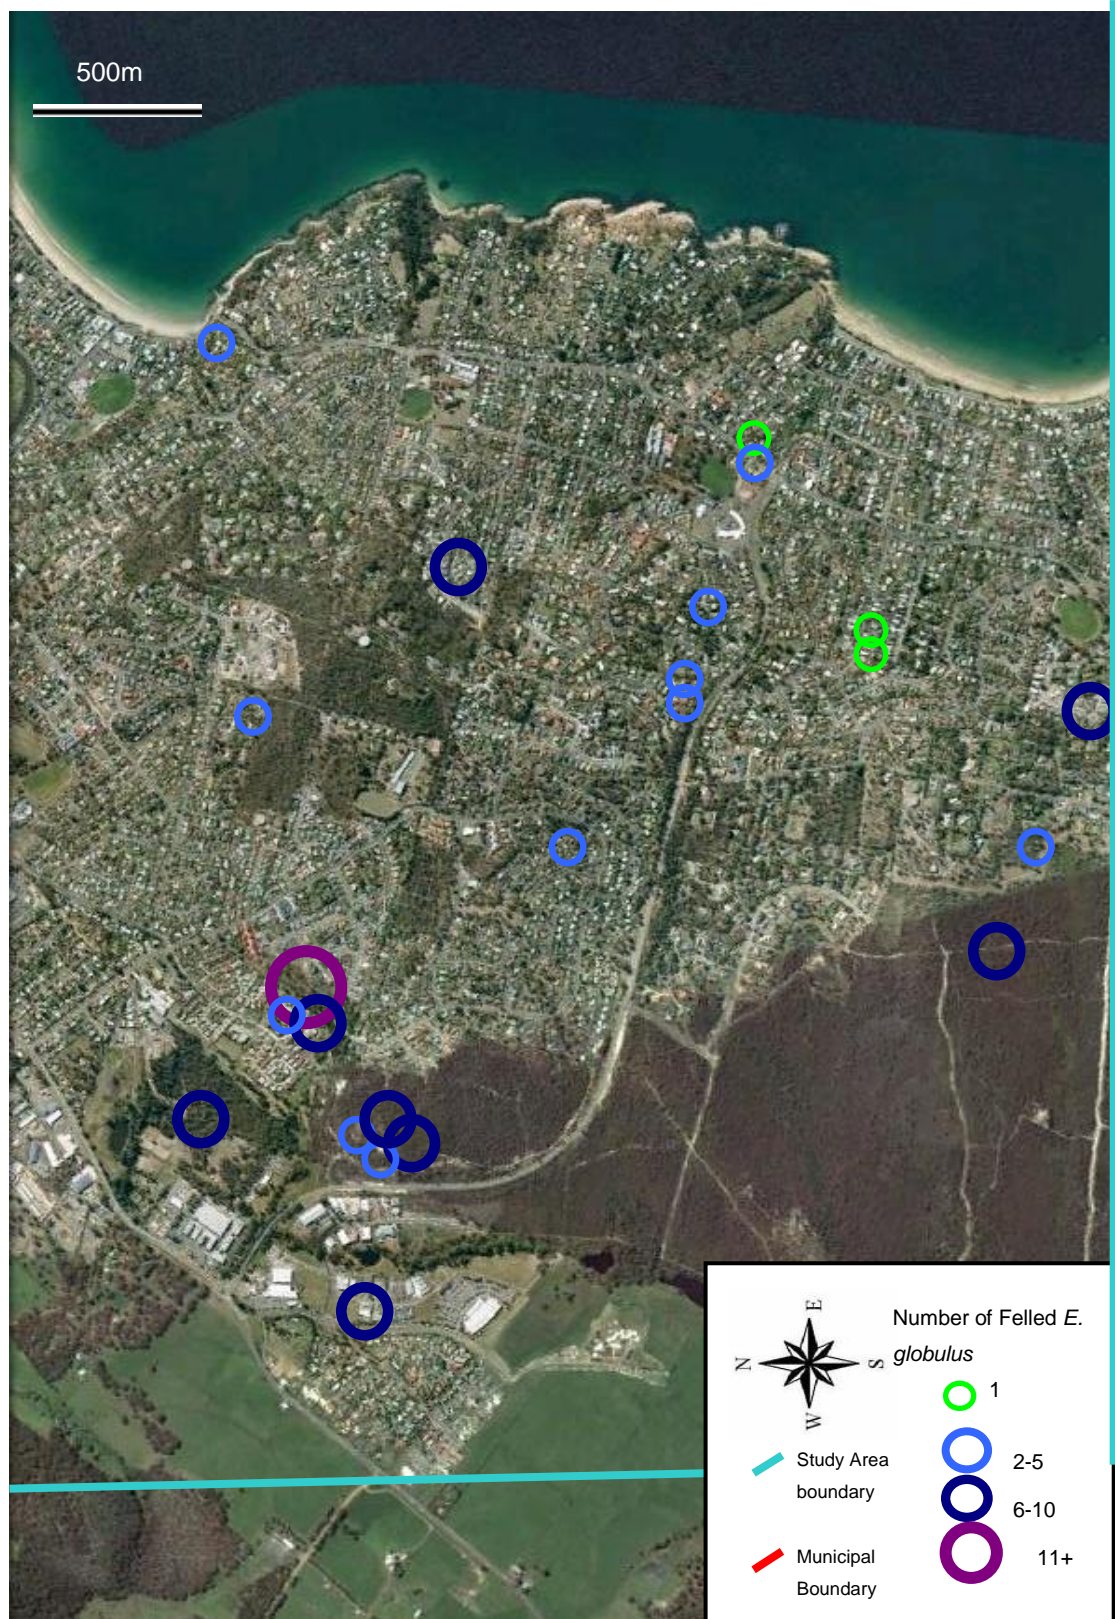 500m
E
N
S
W
Number of Felled E.
globulus
1
2-5
6-10
11+
Study Area
boundary
Municipal
Boundary